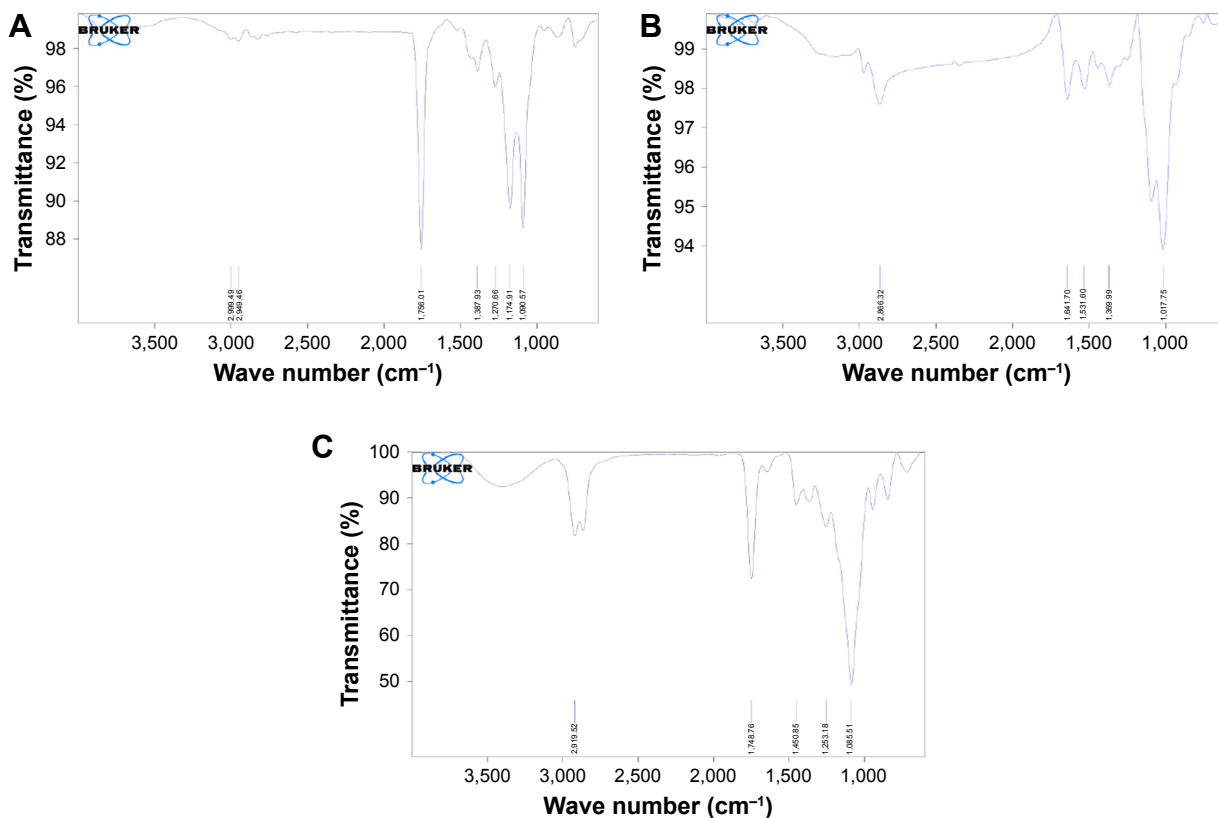 A
BRUKER
Transmittance (%)
98
96
94
92
90
88
2,999.49
2,949.46
1,756.01
1,387.93
1,270.66
1,174.91
1,090.57
3,500 3,000 2,500 2,000 1,500 1,000
Wave number (cm⁻¹)
B
BRUKER
Transmittance (%)
99
98
97
96
95
94
2,866.32
1,641.70
1,531.60
1,369.99
1,017.75
3,500 3,000 2,500 2,000 1,500 1,000
Wave number (cm⁻¹)
C
BRUKER
Transmittance (%)
100
90
80
70
60
50
2,919.52
1,748.76
1,450.85
1,253.18
1,085.51
3,500 3,000 2,500 2,000 1,500 1,000
Wave number (cm⁻¹)